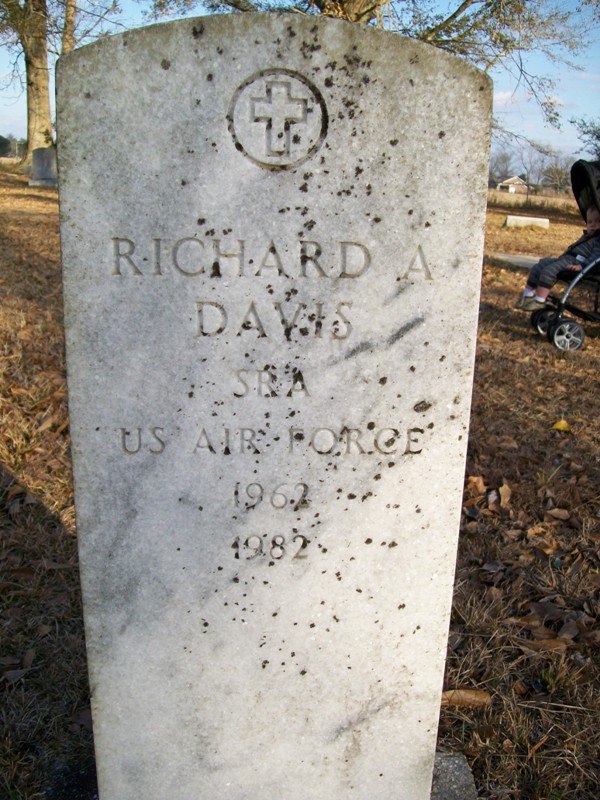 RICHARD A
DAVIS
SRA
US AIR FORCE
1962
1982